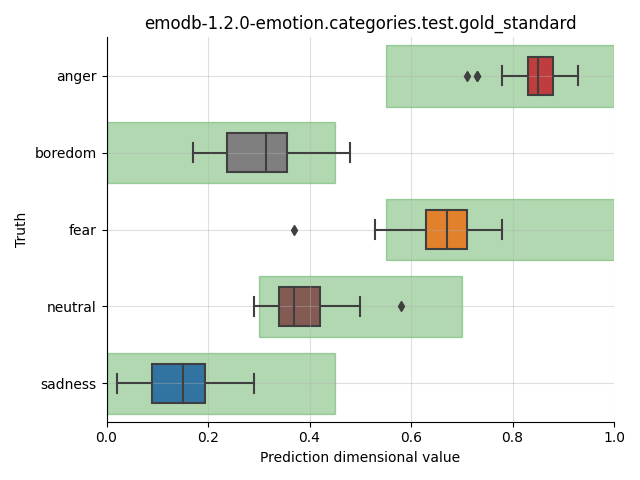 emodb-1.2.0-emotion.categories.test.gold_standard
Truth
anger
boredom
fear
neutral
sadness
0.0 0.2 0.4 0.6 0.8 1.0
Prediction dimensional value